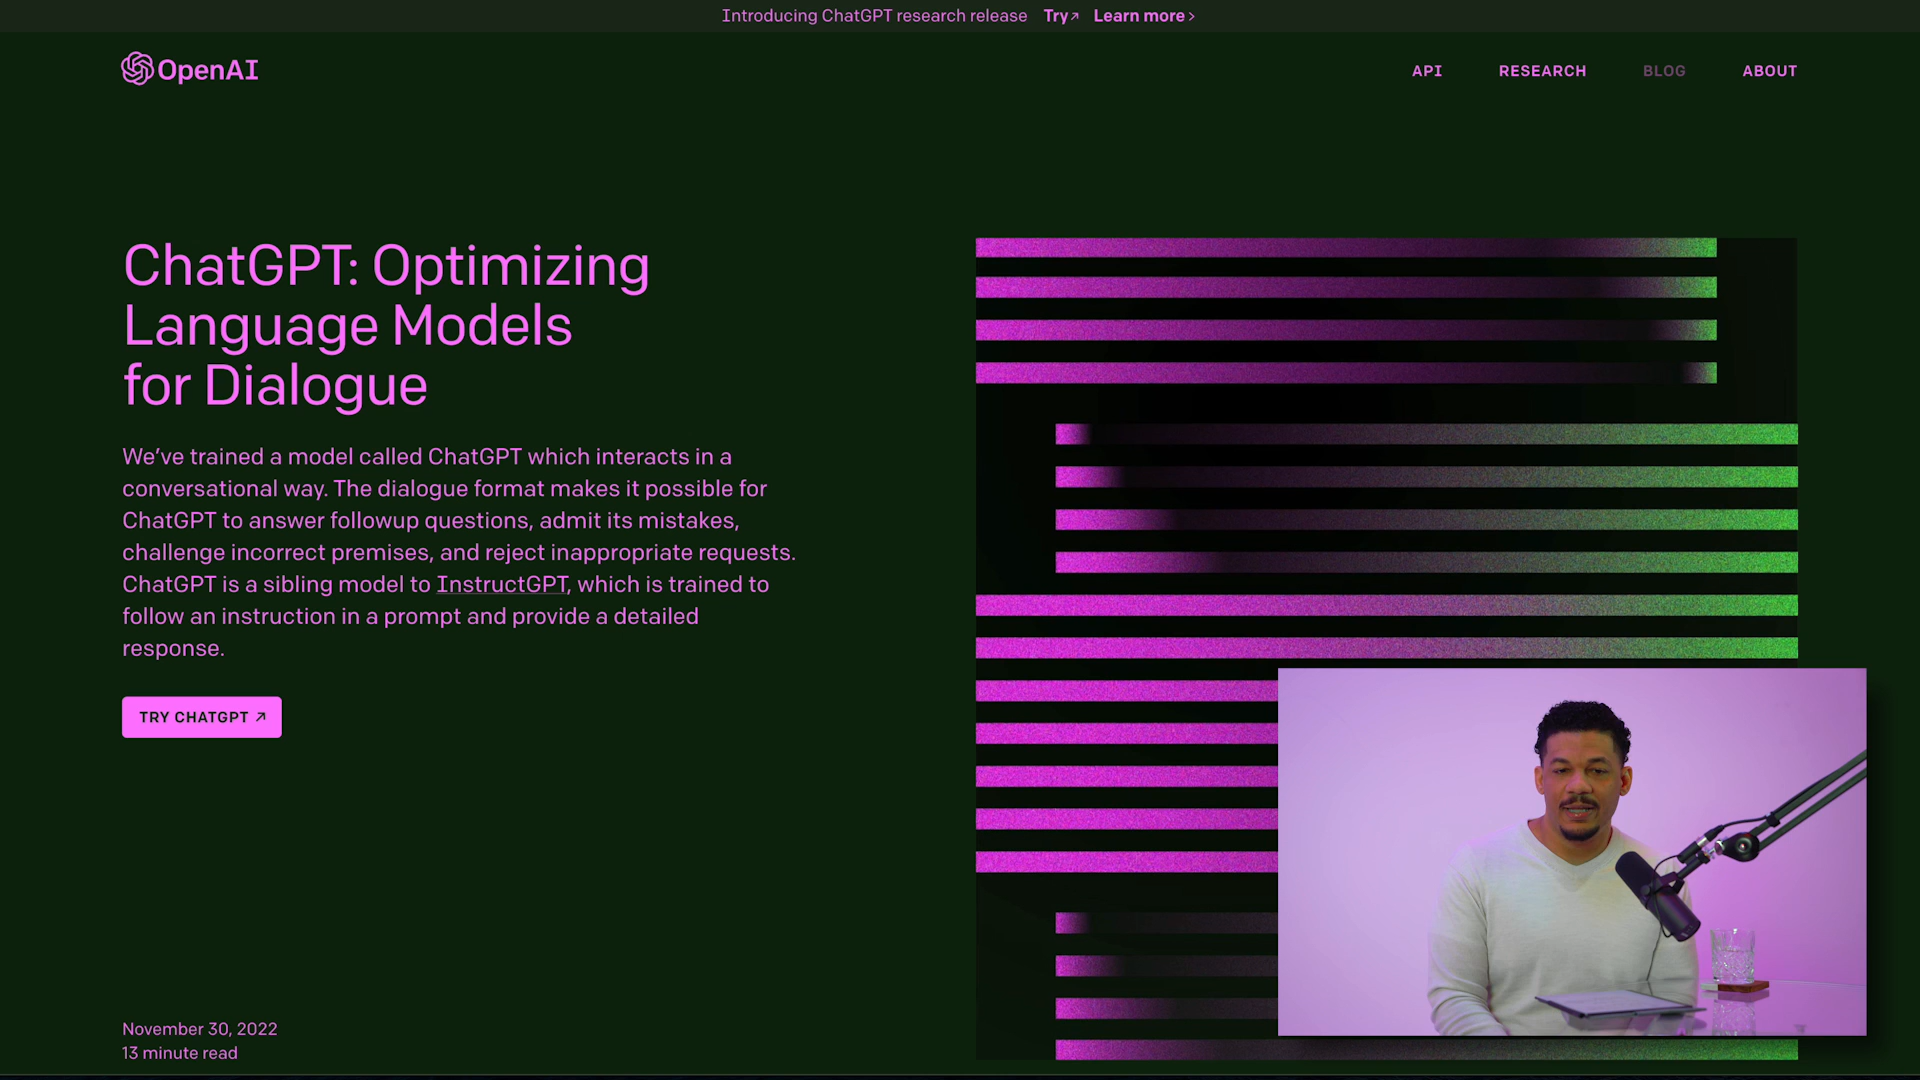 Introducing ChatGPT research release Try↗ Learn more ›
OpenAI
API RESEARCH BLOG ABOUT
ChatGPT: Optimizing
Language Models
for Dialogue
We’ve trained a model called ChatGPT which interacts in a
conversational way. The dialogue format makes it possible for
ChatGPT to answer followup questions, admit its mistakes,
challenge incorrect premises, and reject inappropriate requests.
ChatGPT is a sibling model to InstructGPT, which is trained to
follow an instruction in a prompt and provide a detailed
response.
TRY CHATGPT ↗
November 30, 2022
13 minute read